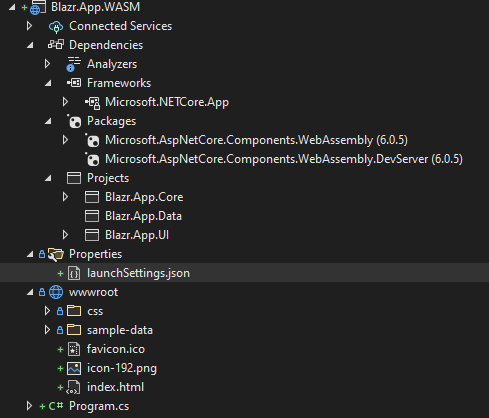 Blazr.App.WASM
Connected Services
Dependencies
Analyzers
Frameworks
Microsoft.NETCore.App
Packages
Microsoft.AspNetCore.Components.WebAssembly (6.0.5)
Microsoft.AspNetCore.Components.WebAssembly.DevServer (6.0.5)
Projects
Blazr.App.Core
Blazr.App.Data
Blazr.App.UI
Properties
launchSettings.json
wwwroot
css
sample-data
favicon.ico
icon-192.png
index.html
C# Program.cs